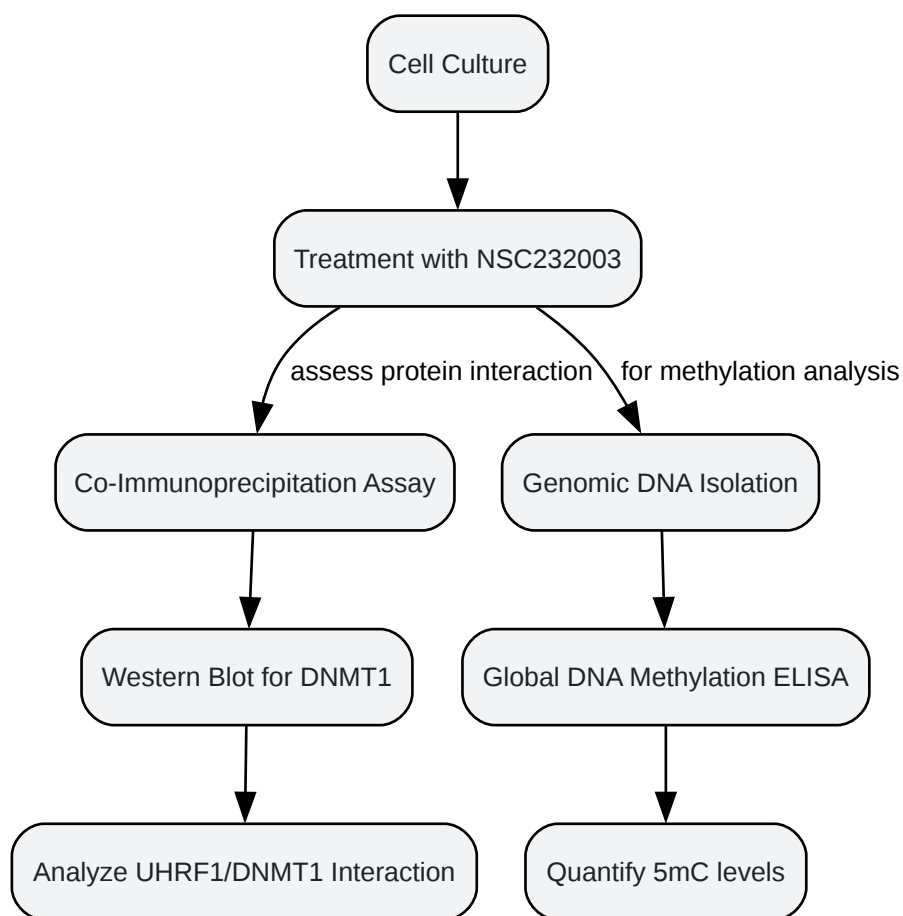 Cell Culture
Treatment with NSC232003
assess protein interaction
for methylation analysis
Co-Immunoprecipitation Assay
Genomic DNA Isolation
Western Blot for DNMT1
Global DNA Methylation ELISA
Analyze UHRF1/DNMT1 Interaction
Quantify 5mC levels